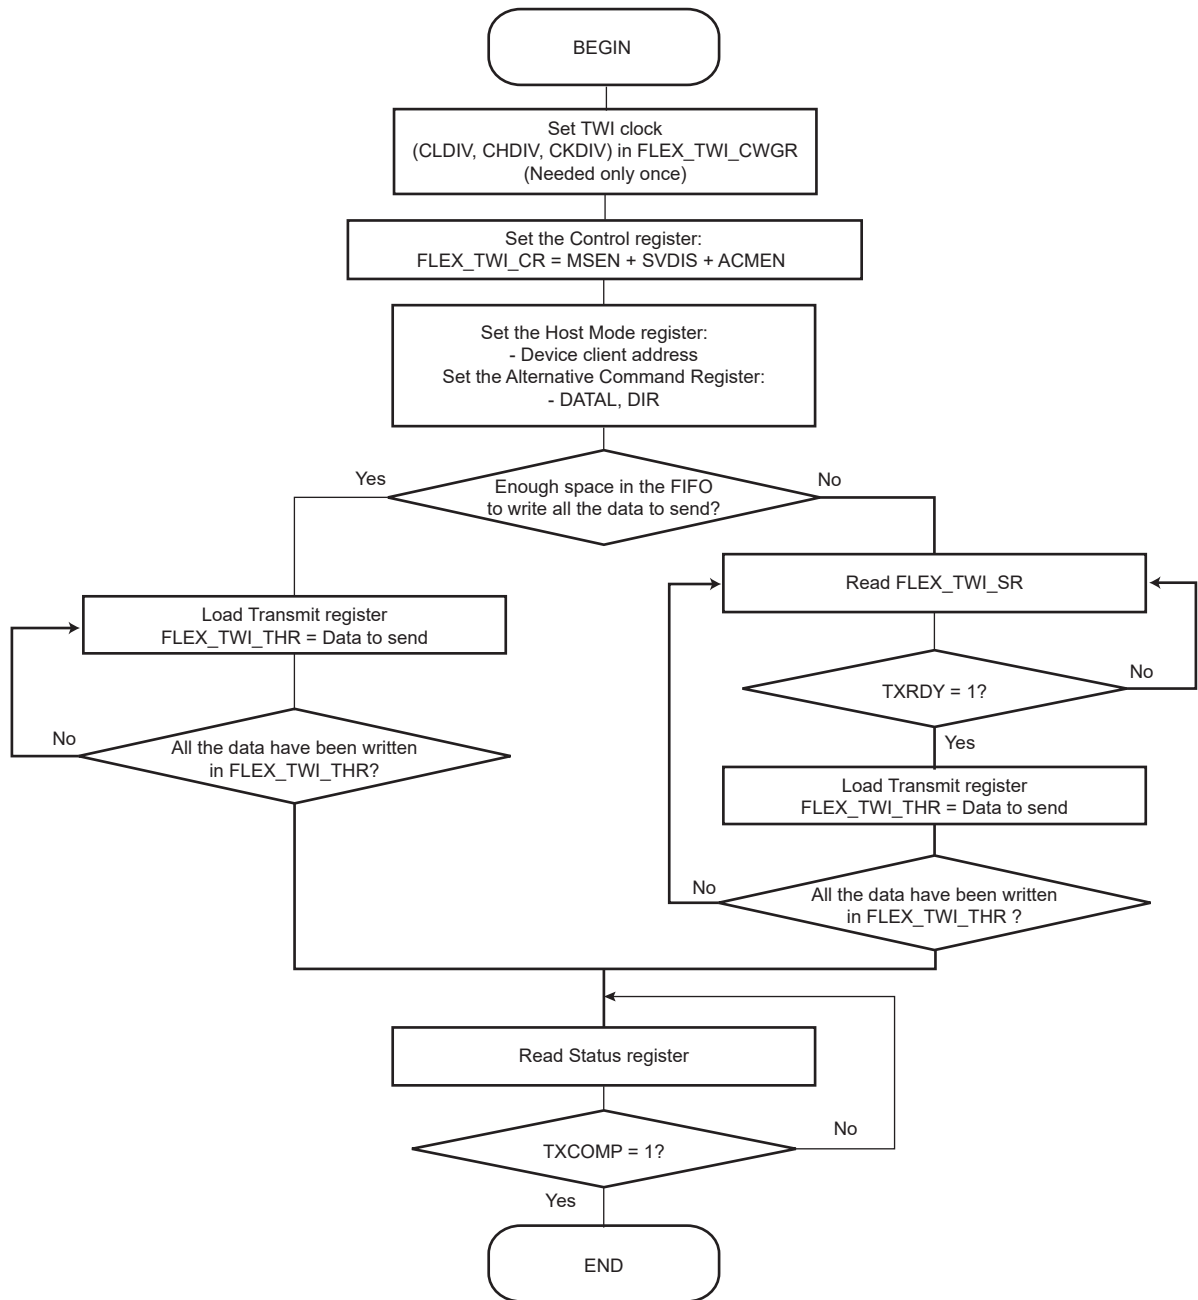 BEGIN
Set TWI clock
(CLDIV, CHDIV, CKDIV) in FLEX_TWI_CWGR
(Needed only once)
Set the Control register:
FLEX_TWI_CR = MSEN + SVDIS + ACMEN
Set the Host Mode register:
- Device client address
Set the Alternative Command Register:
- DATAL, DIR
Yes
Enough space in the FIFO
to write all the data to send?
No
Load Transmit register
FLEX_TWI_THR = Data to send
No
All the data have been written
in FLEX_TWI_THR?
Read FLEX_TWI_SR
TXRDY = 1?
No
Yes
Load Transmit register
FLEX_TWI_THR = Data to send
No
All the data have been written
in FLEX_TWI_THR ?
Read Status register
TXCOMP = 1?
No
Yes
END